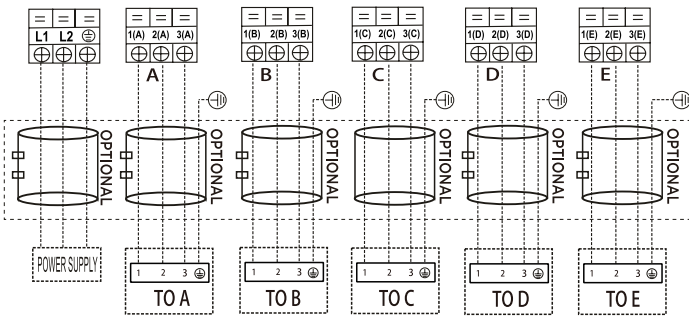 L1 L2
1(A) 2(A) 3(A)
1(B) 2(B) 3(B)
1(C) 2(C) 3(C)
1(D) 2(D) 3(D)
1(E) 2(E) 3(E)
A B C D E
OPTIONAL
OPTIONAL
OPTIONAL
OPTIONAL
OPTIONAL
OPTIONAL
POWER SUPPLY
1 2 3
TO A
1 2 3
TO B
1 2 3
TO C
1 2 3
TO D
1 2 3
TO E